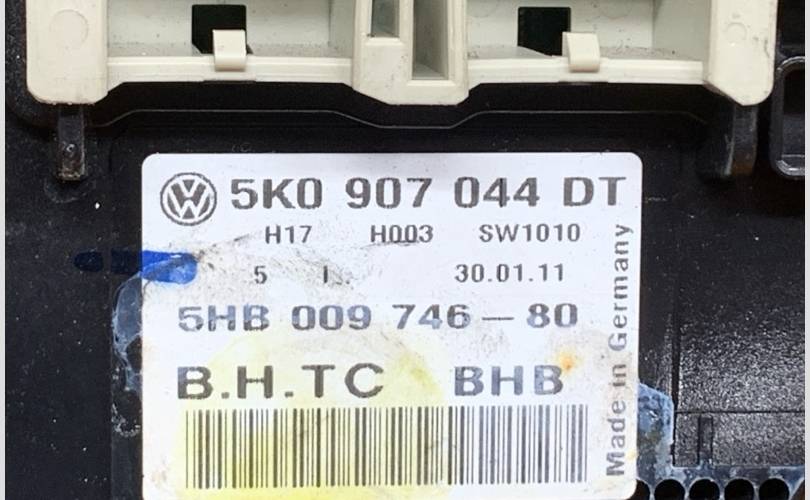 5K0 907 044 DT
H17 H003 SW1010
5 30.01.11
5HB 009 746-80
B.H.TC BHB
Made in Germany